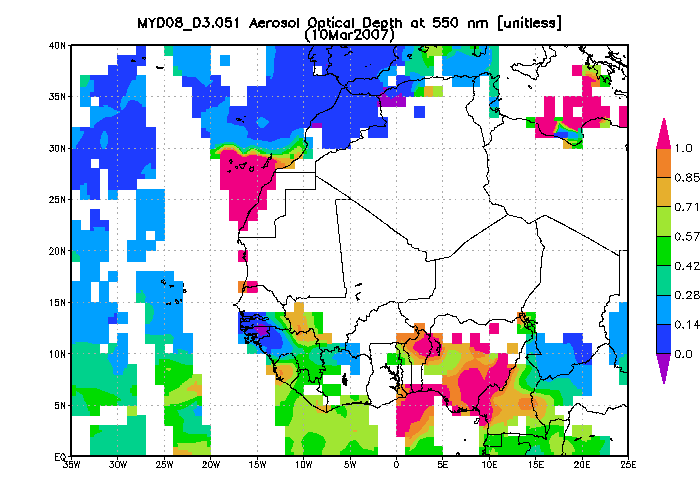 MYD08_D3.051 Aerosol Optical Depth at 550 nm [unitless]
(10Mar2007)
40N
35N
30N
25N
20N
15N
10N
5N
EQ
35W 30W 25W 20W 15W 10W 5W 0 5E 10E 15E 20E 25E
1.0
0.85
0.71
0.57
0.42
0.28
0.14
0.0